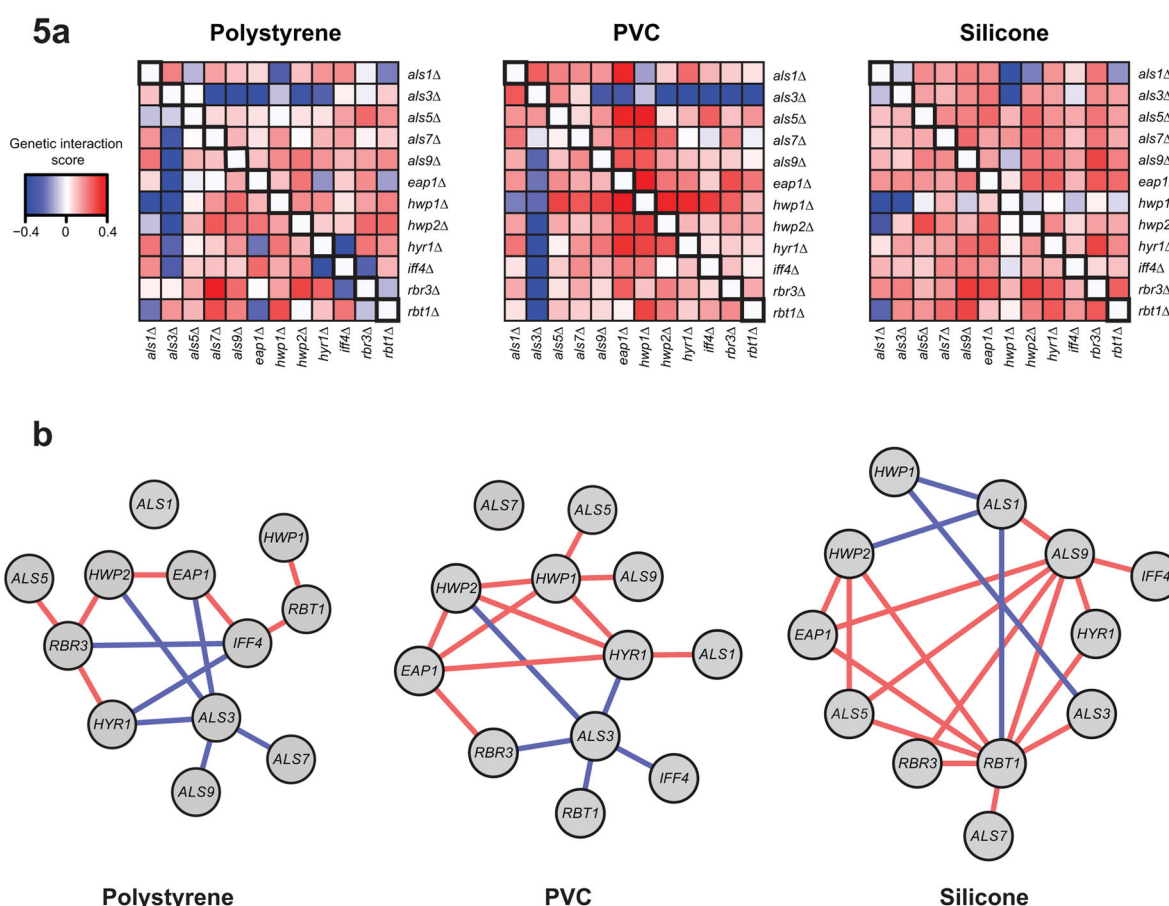 5a
Polystyrene
PVC
Silicone
Genetic interaction
score
−0.4 0 0.4
als1Δ
als3Δ
als5Δ
als7Δ
als9Δ
eap1Δ
hwp1Δ
hwp2Δ
hyr1Δ
iff4Δ
rbr3Δ
rbt1Δ
als1Δ
als3Δ
als5Δ
als7Δ
als9Δ
eap1Δ
hwp1Δ
hwp2Δ
hyr1Δ
iff4Δ
rbr3Δ
rbt1Δ
als1Δ
als3Δ
als5Δ
als7Δ
als9Δ
eap1Δ
hwp1Δ
hwp2Δ
hyr1Δ
iff4Δ
rbr3Δ
rbt1Δ
als1Δ
als3Δ
als5Δ
als7Δ
als9Δ
eap1Δ
hwp1Δ
hwp2Δ
hyr1Δ
iff4Δ
rbr3Δ
rbt1Δ
als1Δ
als3Δ
als5Δ
als7Δ
als9Δ
eap1
hwp1
hwp2
hyr1Δ
iff4Δ
rbr3Δ
rbt1Δ
als1Δ
als3Δ
als5Δ
als7Δ
als9Δ
eap1Δ
hwp1Δ
hwp2Δ
hyr1Δ
iff4Δ
rbr3Δ
rbt1Δ
b
ALS1
HWP1
ALS5
HWP2
EAP1
RBT1
RBR3
IFF4
HYR1
ALS3
ALS7
ALS9
Polystyrene
ALS7
ALS5
HWP2
HWP1
ALS9
EAP1
HYR1
ALS1
RBR3
ALS3
IFF4
RBT1
PVC
HWP1
ALS1
HWP2
ALS9
IFF4
EAP1
HYR1
ALS5
ALS3
RBR3
RBT1
ALS7
Silicone